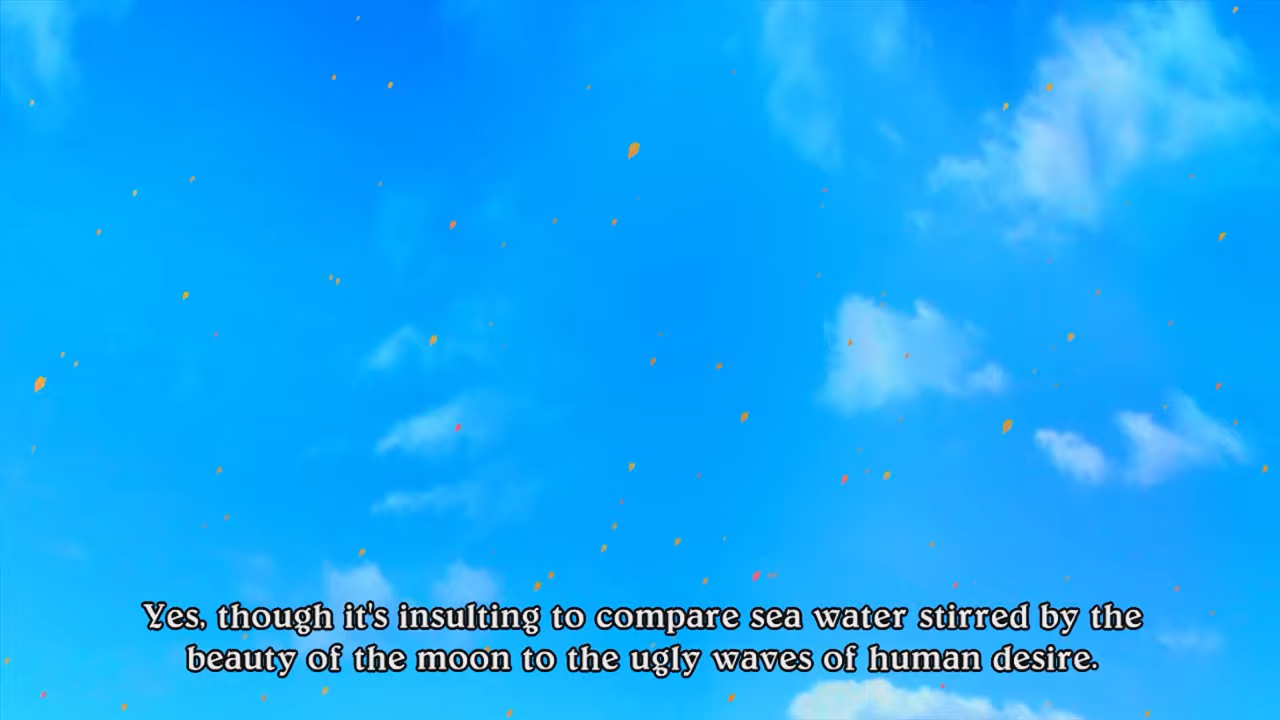 Yes, though it's insulting to compare sea water stirred by the
beauty of the moon to the ugly waves of human desire.